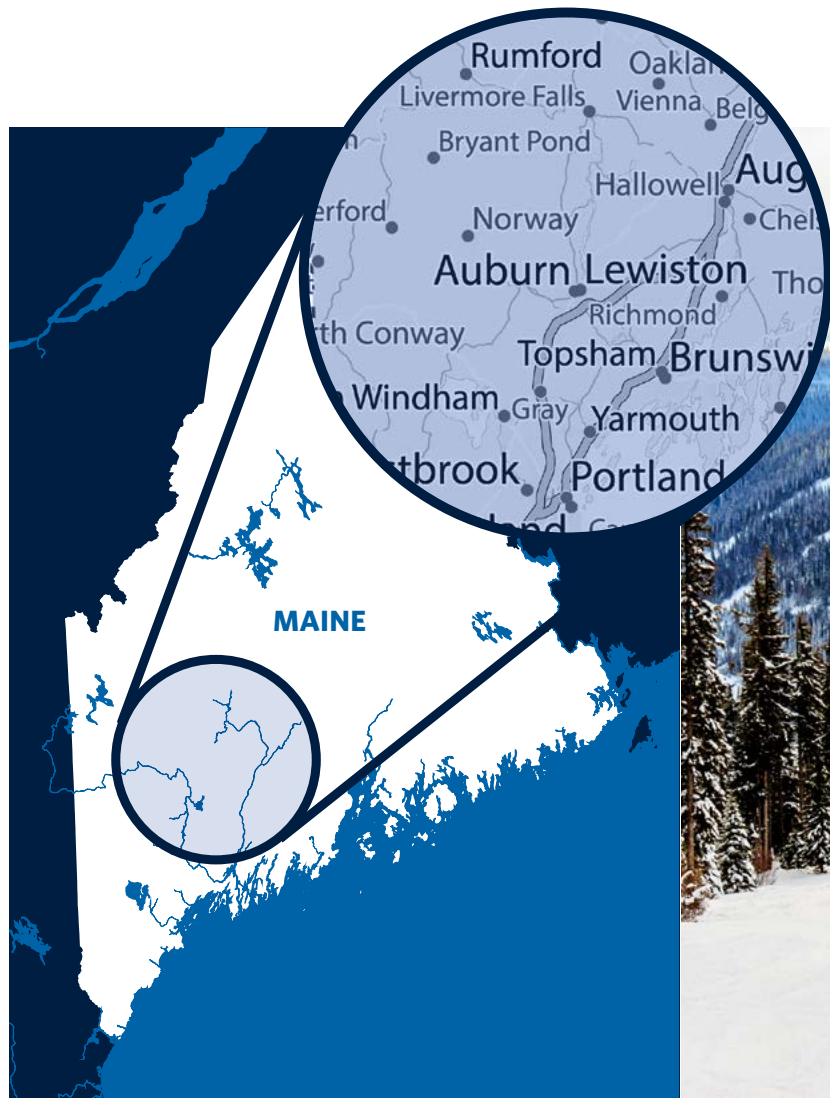 Rumford
Oaklan
Livermore Falls
Vienna
Belg
Bryant Pond
Hallowell
Aug
erford
Norway
Chels
Auburn Lewiston
Tho
Richmond
th Conway
Topsham
Brunswi
Windham
Gray
Yarmouth
tbrook
Portland
land
MAINE